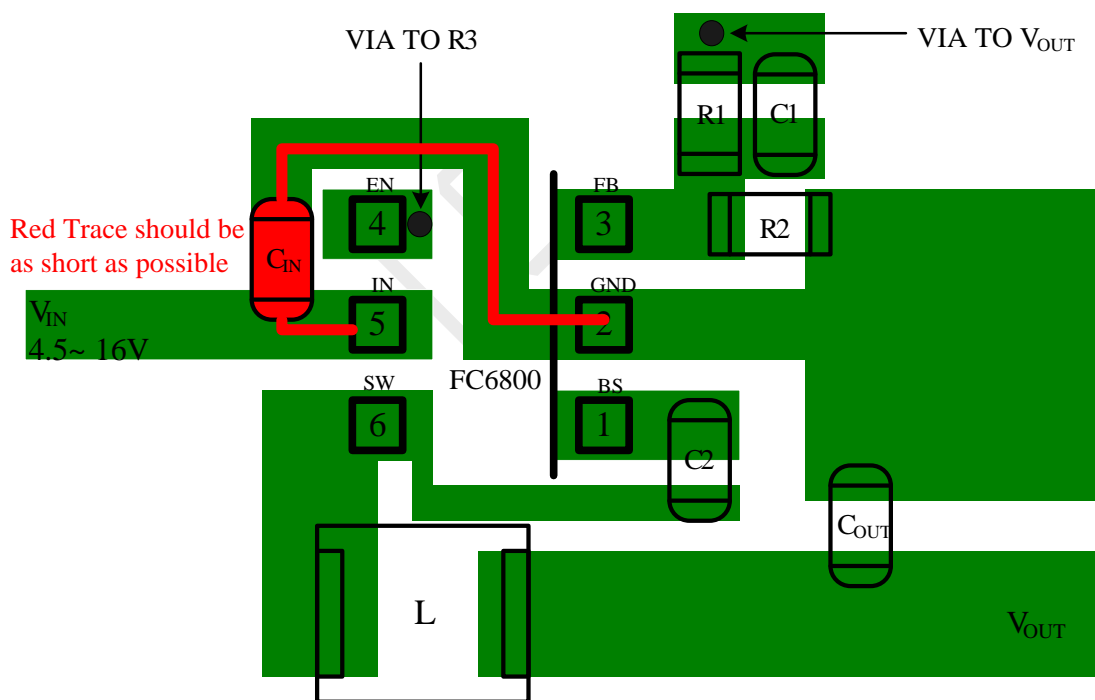 VIA TO R3
VIA TO VOUT
R1
C1
EN
FB
4
3
R2
Red Trace should be
as short as possible
CIN
IN
GND
VIN
5
2
4.5~ 16V
SW
FC6800
BS
6
1
C2
COUT
L
VOUT